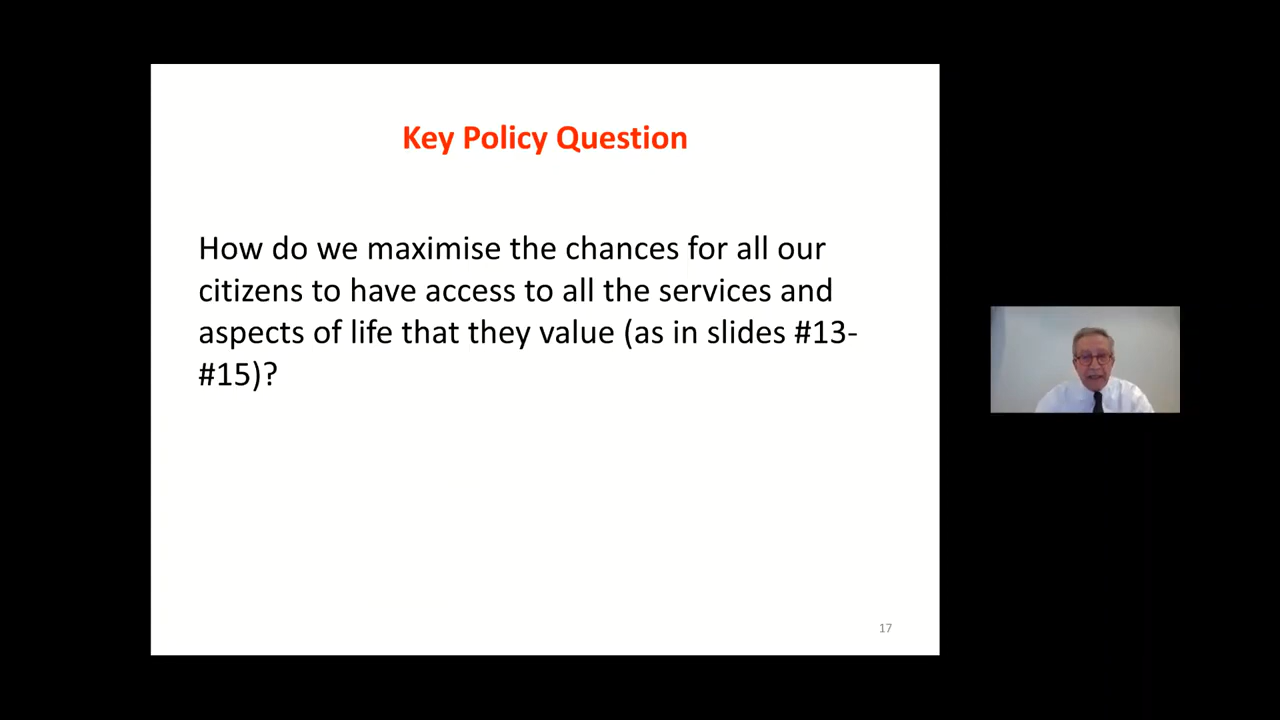 Key Policy Question
How do we maximise the chances for all our
citizens to have access to all the services and
aspects of life that they value (as in slides #13-
#15)?
17